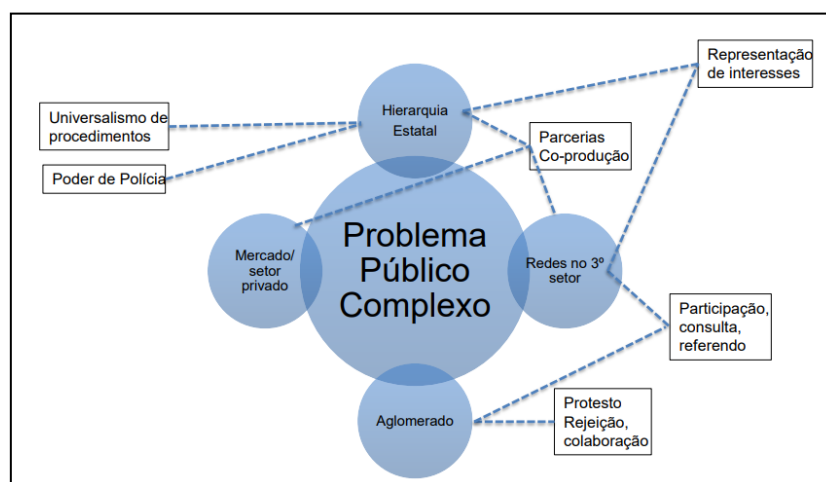 Representação
de interesses
Hierarquia
Estatal
Universalismo de
procedimentos
Parcerias
Co-produção
Poder de Polícia
Problema
Público
Complexo
Mercado/
setor
privado
Redes no 3º
setor
Participação,
consulta,
referendo
Aglomerado
Protesto
Rejeição,
colaboração